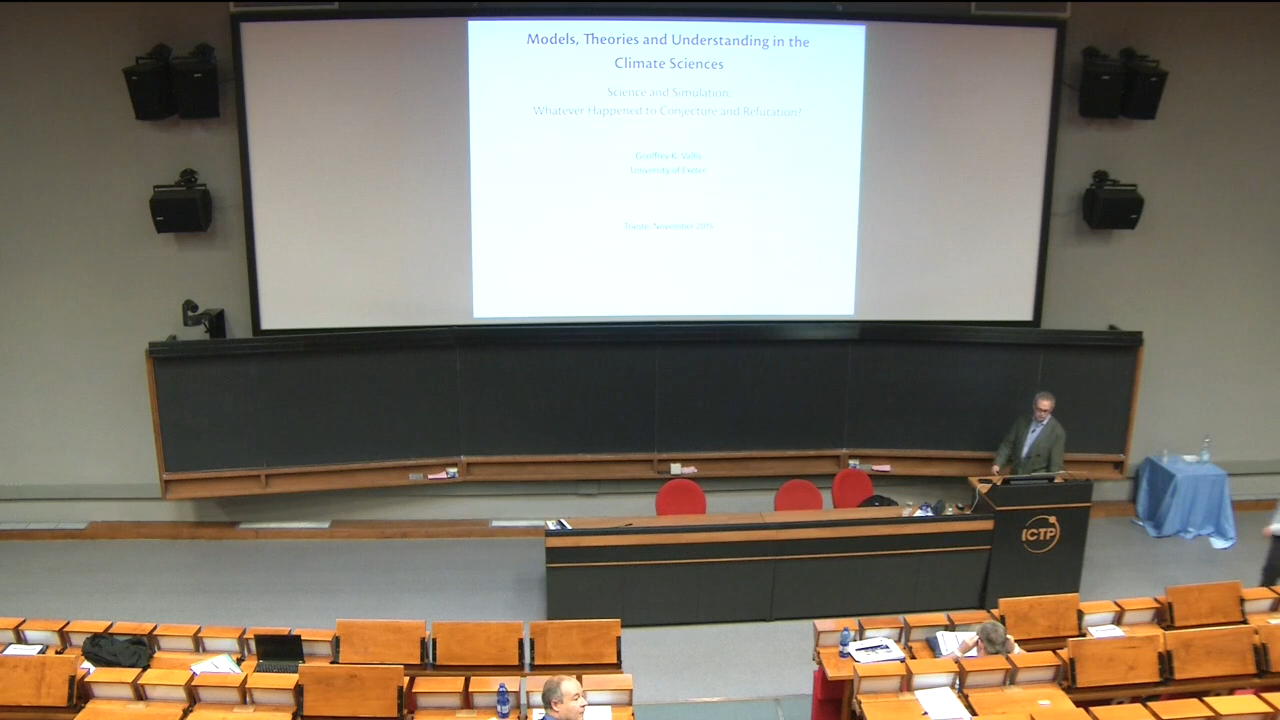 Models, Theories and Understanding in the
Climate Sciences
Science and Simulation,
Whatever Happened to Conjecture and Refutation?
Geoffrey K. Vallis
University of Exeter
Trieste, November
ICTP